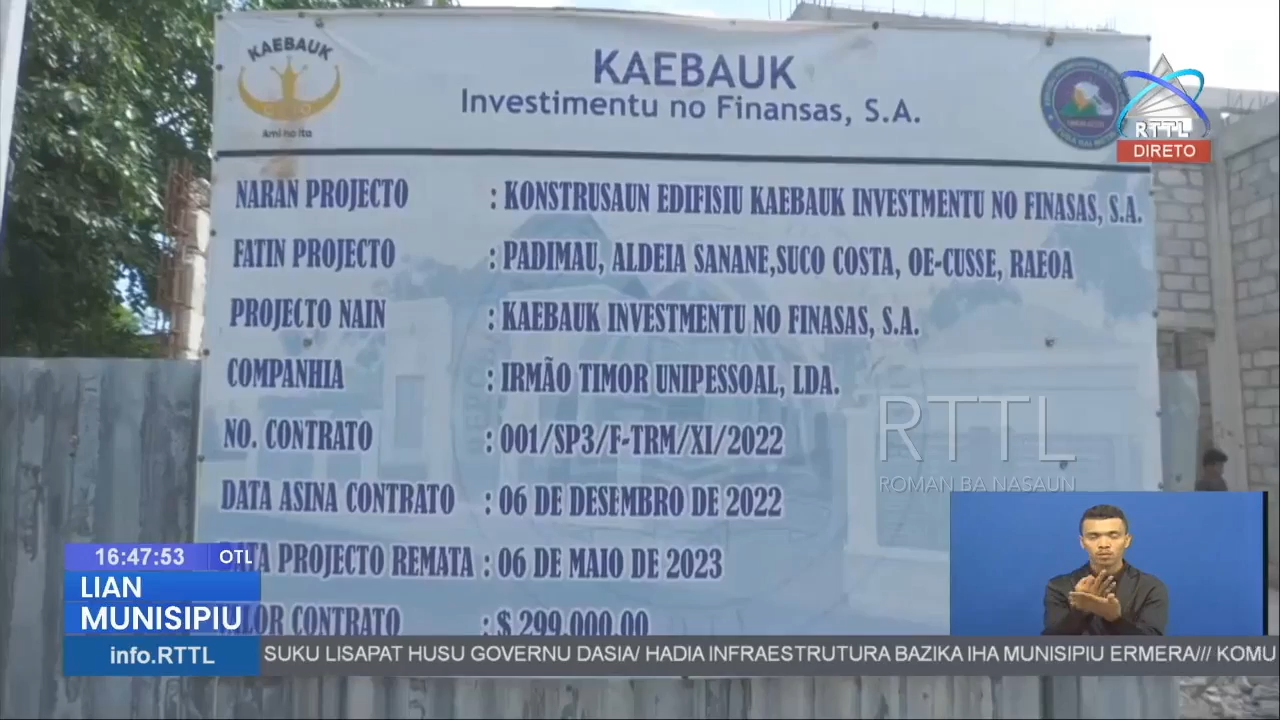 KAEBAUK
Ami no Ita
KAEBAUK
Investimentu no Finansas, S.A.
RTTL
DIRETO
NARAN PROJECTO : KONSTRUSAUN EDIFISIU KAEBAUK INVESTMENTU NO FINASAS, S.A.
FATIN PROJECTO : PADIMAU, ALDEIA SANANE,SUCO COSTA, OE-CUSSE, RAEOA
PROJECTO NAIN : KAEBAUK INVESTMENTU NO FINASAS, S.A.
COMPANHIA : IRMÃO TIMOR UNIPESSOAL, LDA.
NO. CONTRATO : 001/SP3/F-TRM/XI/2022
DATA ASINA CONTRATO : 06 DE DESEMBRO DE 2022
DATA PROJECTO REMATA : 06 DE MAIO DE 2023
VALOR CONTRATO : $ 299.000.00
RTTL
ROMAN BA NASAUN
16:47:53 OTL
LIAN
MUNISIPIU
info.RTTL
SUKU LISAPAT HUSU GOVERNU DASIA/ HADIA INFRAESTRUTURA BAZIKA IHA MUNISIPIU ERMERA/// KOMU